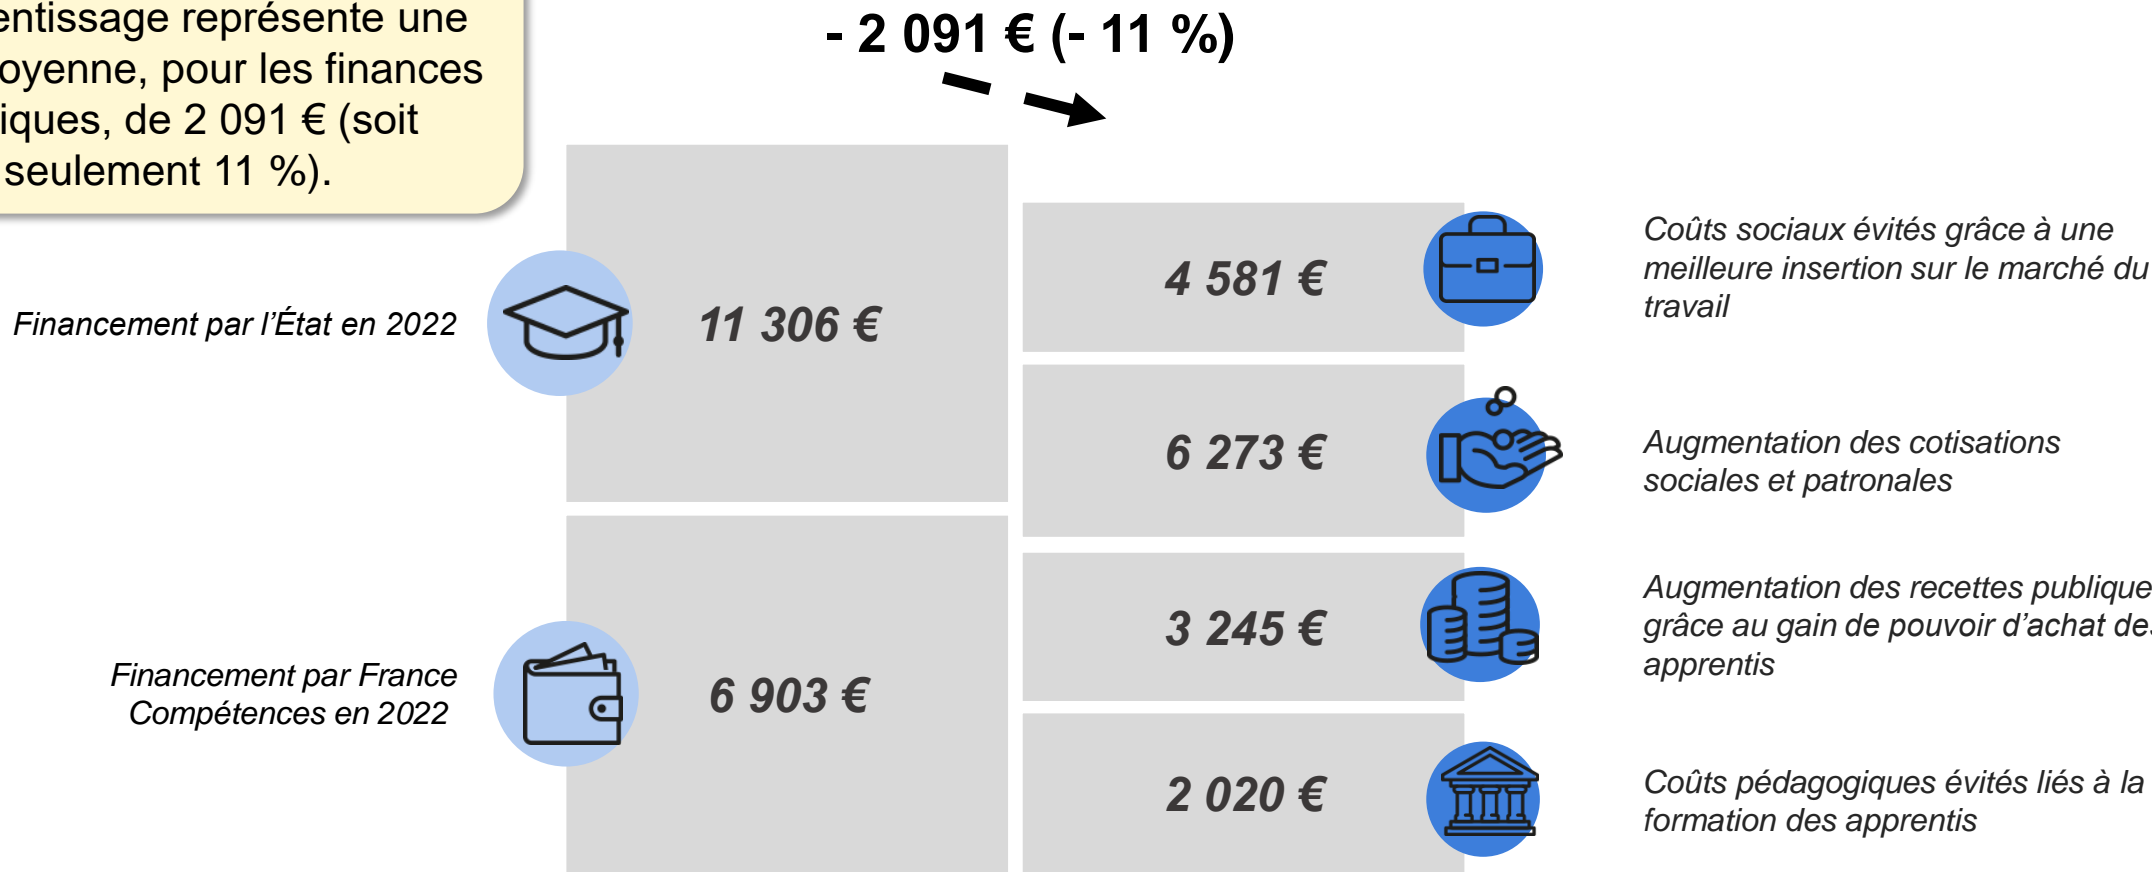 entissage représente une
oyenne, pour les finances
iques, de 2 091 € (soit
seulement 11 %).
- 2 091 € (- 11 %)
Financement par l’État en 2022
11 306 €
Financement par France
Compétences en 2022
6 903 €
4 581 €
Coûts sociaux évités grâce à une
meilleure insertion sur le marché du
travail
6 273 €
Augmentation des cotisations
sociales et patronales
3 245 €
Augmentation des recettes publique
grâce au gain de pouvoir d’achat des
apprentis
2 020 €
Coûts pédagogiques évités liés à la
formation des apprentis